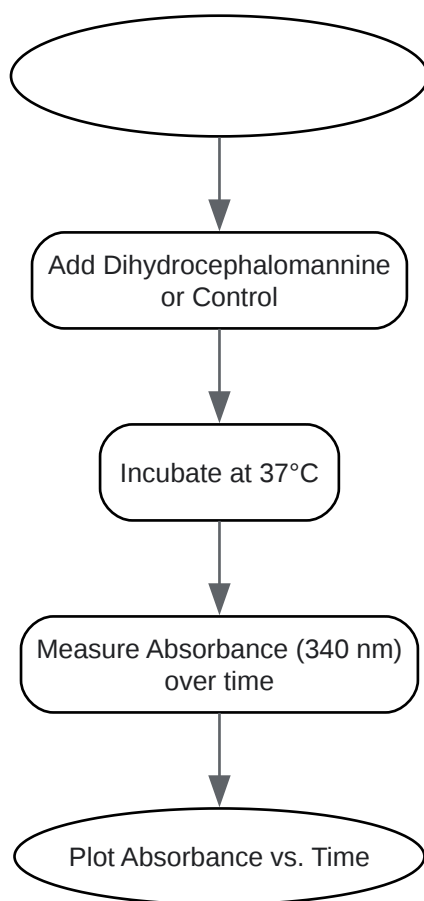 Add Dihydrocephalomannine
or Control
Incubate at 37°C
Measure Absorbance (340 nm)
over time
Plot Absorbance vs. Time